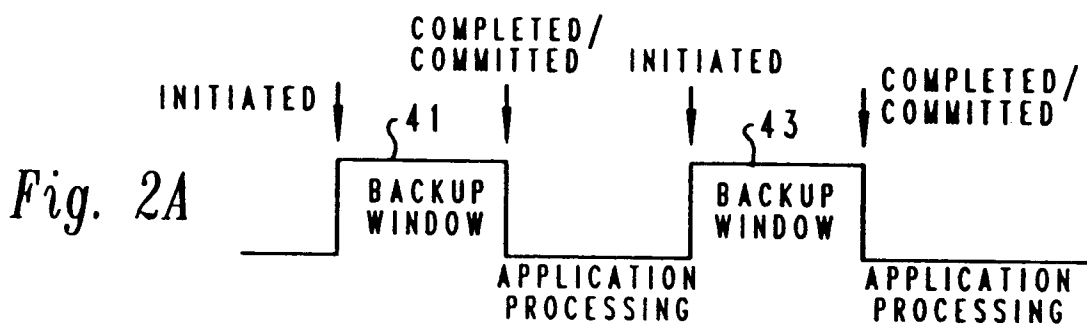 COMPLETED/
COMMITTED
INITIATED
COMPLETED/
COMMITTED
INITIATED
41
43
Fig. 2A
BACKUP
WINDOW
BACKUP
WINDOW
APPLICATION
PROCESSING
APPLICATION
PROCESSING